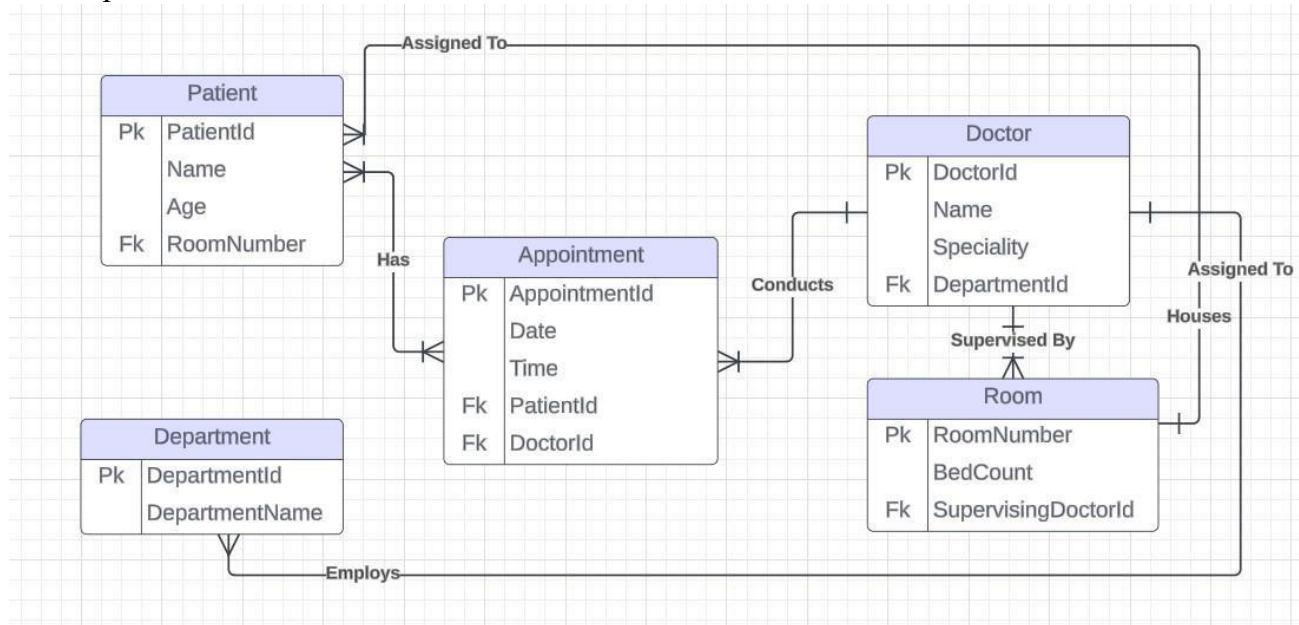 Assigned To
Patient
Pk PatientId
Name
Age
Fk RoomNumber
Has
Appointment
Pk AppointmentId
Date
Time
Fk PatientId
Fk DoctorId
Conducts
Doctor
Pk DoctorId
Name
Speciality
Fk DepartmentId
Assigned To
Houses
Supervised By
Room
Pk RoomNumber
BedCount
Fk SupervisingDoctorId
Department
Pk DepartmentId
DepartmentName
Employs